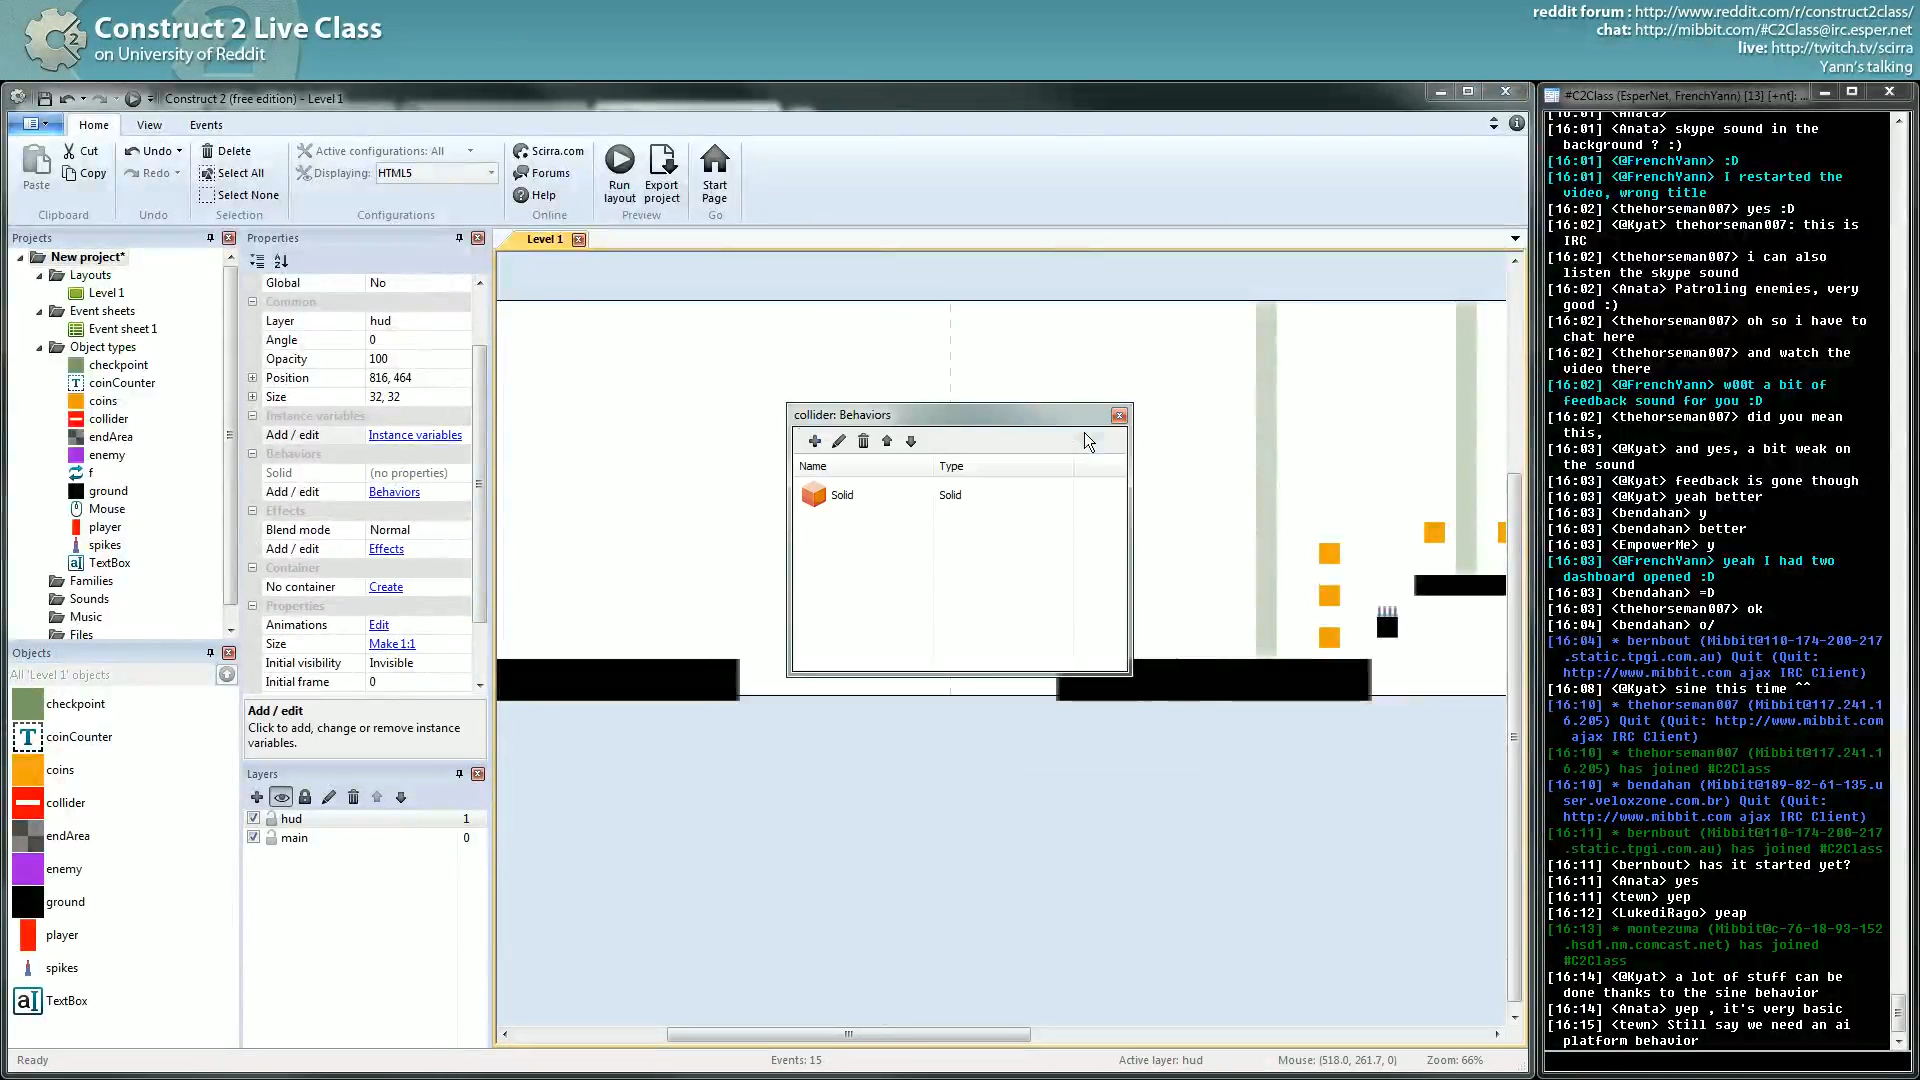 Construct 2 Live Class
on University of Reddit
reddit forum : http://www.reddit.com/r/construct2class/
chat: http://mibbit.com/#C2Class@irc.esper.net
live: http://twitch.tv/scirra
Yann's talking
Construct 2 (free edition) - Level 1
Home View Events
Paste
Cut
Copy
Clipboard
Undo
Redo
Undo
Delete
Select All
Select None
Selection
Active configurations: All
Displaying: HTML5
Configurations
Scirra.com
Forums
Help
Online
Run layout
Export project
Preview
Start Page
Go
Projects
New project*
Layouts
Level 1
Event sheets
Event sheet 1
Object types
checkpoint
coinCounter
coins
collider
endArea
enemy
f
ground
Mouse
player
spikes
TextBox
Families
Sounds
Music
Files
Objects
All 'Level 1' objects
checkpoint
coinCounter
coins
collider
endArea
enemy
ground
player
spikes
TextBox
Properties
Global No
Common
Layer hud
Angle 0
Opacity 100
Position 816, 464
Size 32, 32
Instance variables
Add / edit Instance variables
Behaviors
Solid (no properties)
Add / edit Behaviors
Effects
Blend mode Normal
Add / edit Effects
Container
No container Create
Properties
Animations Edit
Size Make 1:1
Initial visibility Invisible
Initial frame 0
Add / edit
Click to add, change or remove instance
variables.
Layers
hud 1
main 0
Level 1
collider: Behaviors
Name Type
Solid Solid
Ready
Events: 15
Active layer: hud
Mouse: (518.0, 261.7, 0)
Zoom: 66%
#C2Class (EsperNet, FrenchYann) [13] [+nt]: ...
[16:01] <Anata>
[16:01] <Anata> skype sound in the
background ? :)
[16:01] <@FrenchYann> :D
[16:01] <@FrenchYann> I restarted the
video, wrong title
[16:02] <thehorseman007> yes :D
[16:02] <@Kyat> thehorseman007: this is
IRC
[16:02] <thehorseman007> i can also
listen the skype sound
[16:02] <Anata> Patroling enemies, very
good :)
[16:02] <thehorseman007> oh so i have to
chat here
[16:02] <thehorseman007> and watch the
video there
[16:02] <@FrenchYann> w00t a bit of
feedback sound for you :D
[16:02] <thehorseman007> did you mean
this,
[16:03] <@Kyat> and yes, a bit weak on
the sound
[16:03] <@Kyat> feedback is gone though
[16:03] <@Kyat> yeah better
[16:03] <bendahan> y
[16:03] <bendahan> better
[16:03] <EmpowerMe> y
[16:03] <@FrenchYann> yeah I had two
dashboard opened :D
[16:03] <bendahan> =D
[16:03] <thehorseman007> ok
[16:04] <bendahan> o/
[16:04] * bernbout (Mibbit@110-174-200-217
.static.tpgi.com.au) Quit (Quit:
http://www.mibbit.com ajax IRC Client)
[16:08] <@Kyat> sine this time ^^
[16:10] * thehorseman007 (Mibbit@117.241.1
6.205) Quit (Quit: http://www.mibbit.com
ajax IRC Client)
[16:10] * thehorseman007 (Mibbit@117.241.1
6.205) has joined #C2Class
[16:10] * bendahan (Mibbit@189-82-61-135.u
ser.veloxzone.com.br) Quit (Quit:
http://www.mibbit.com ajax IRC Client)
[16:11] * bernbout (Mibbit@110-174-200-217
.static.tpgi.com.au) has joined #C2Class
[16:11] <bernbout> has it started yet?
[16:11] <Anata> yes
[16:11] <tewn> yep
[16:12] <LukediRago> yeap
[16:13] * montezuma (Mibbit@c-76-18-93-152
.hsd1.nm.comcast.net) has joined
#C2Class
[16:14] <@Kyat> a lot of stuff can be
done thanks to the sine behavior
[16:14] <Anata> yep , it's very basic
[16:15] <tewn> Still say we need an ai
platform behavior